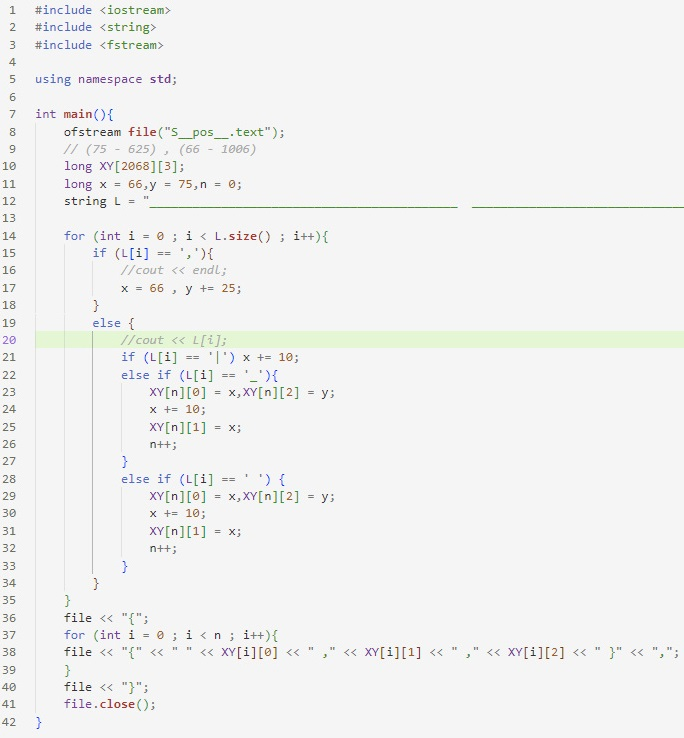 1 #include <iostream>
2 #include <string>
3 #include <fstream>
4
5 using namespace std;
6
7 int main(){
8     ofstream file("S__pos__.text");
9     // (75 - 625) , (66 - 1006)
10     long XY[2068][3];
11     long x = 66,y = 75,n = 0;
12     string L = "___________________________________________  ______________________________
13
14     for (int i = 0 ; i < L.size() ; i++){
15         if (L[i] == ','){
16             //cout << endl;
17             x = 66 , y += 25;
18         }
19         else {
20             //cout << L[i];
21             if (L[i] == '|') x += 10;
22             else if (L[i] == '_'){
23                 XY[n][0] = x,XY[n][2] = y;
24                 x += 10;
25                 XY[n][1] = x;
26                 n++;
27             }
28             else if (L[i] == ' ') {
29                 XY[n][0] = x,XY[n][2] = y;
30                 x += 10;
31                 XY[n][1] = x;
32                 n++;
33             }
34         }
35     }
36     file << "{";
37     for (int i = 0 ; i < n ; i++){
38     file << "{" << " " << XY[i][0] << " ," << XY[i][1] << " ," << XY[i][2] << " }" << ",";
39     }
40     file << "}";
41     file.close();
42 }